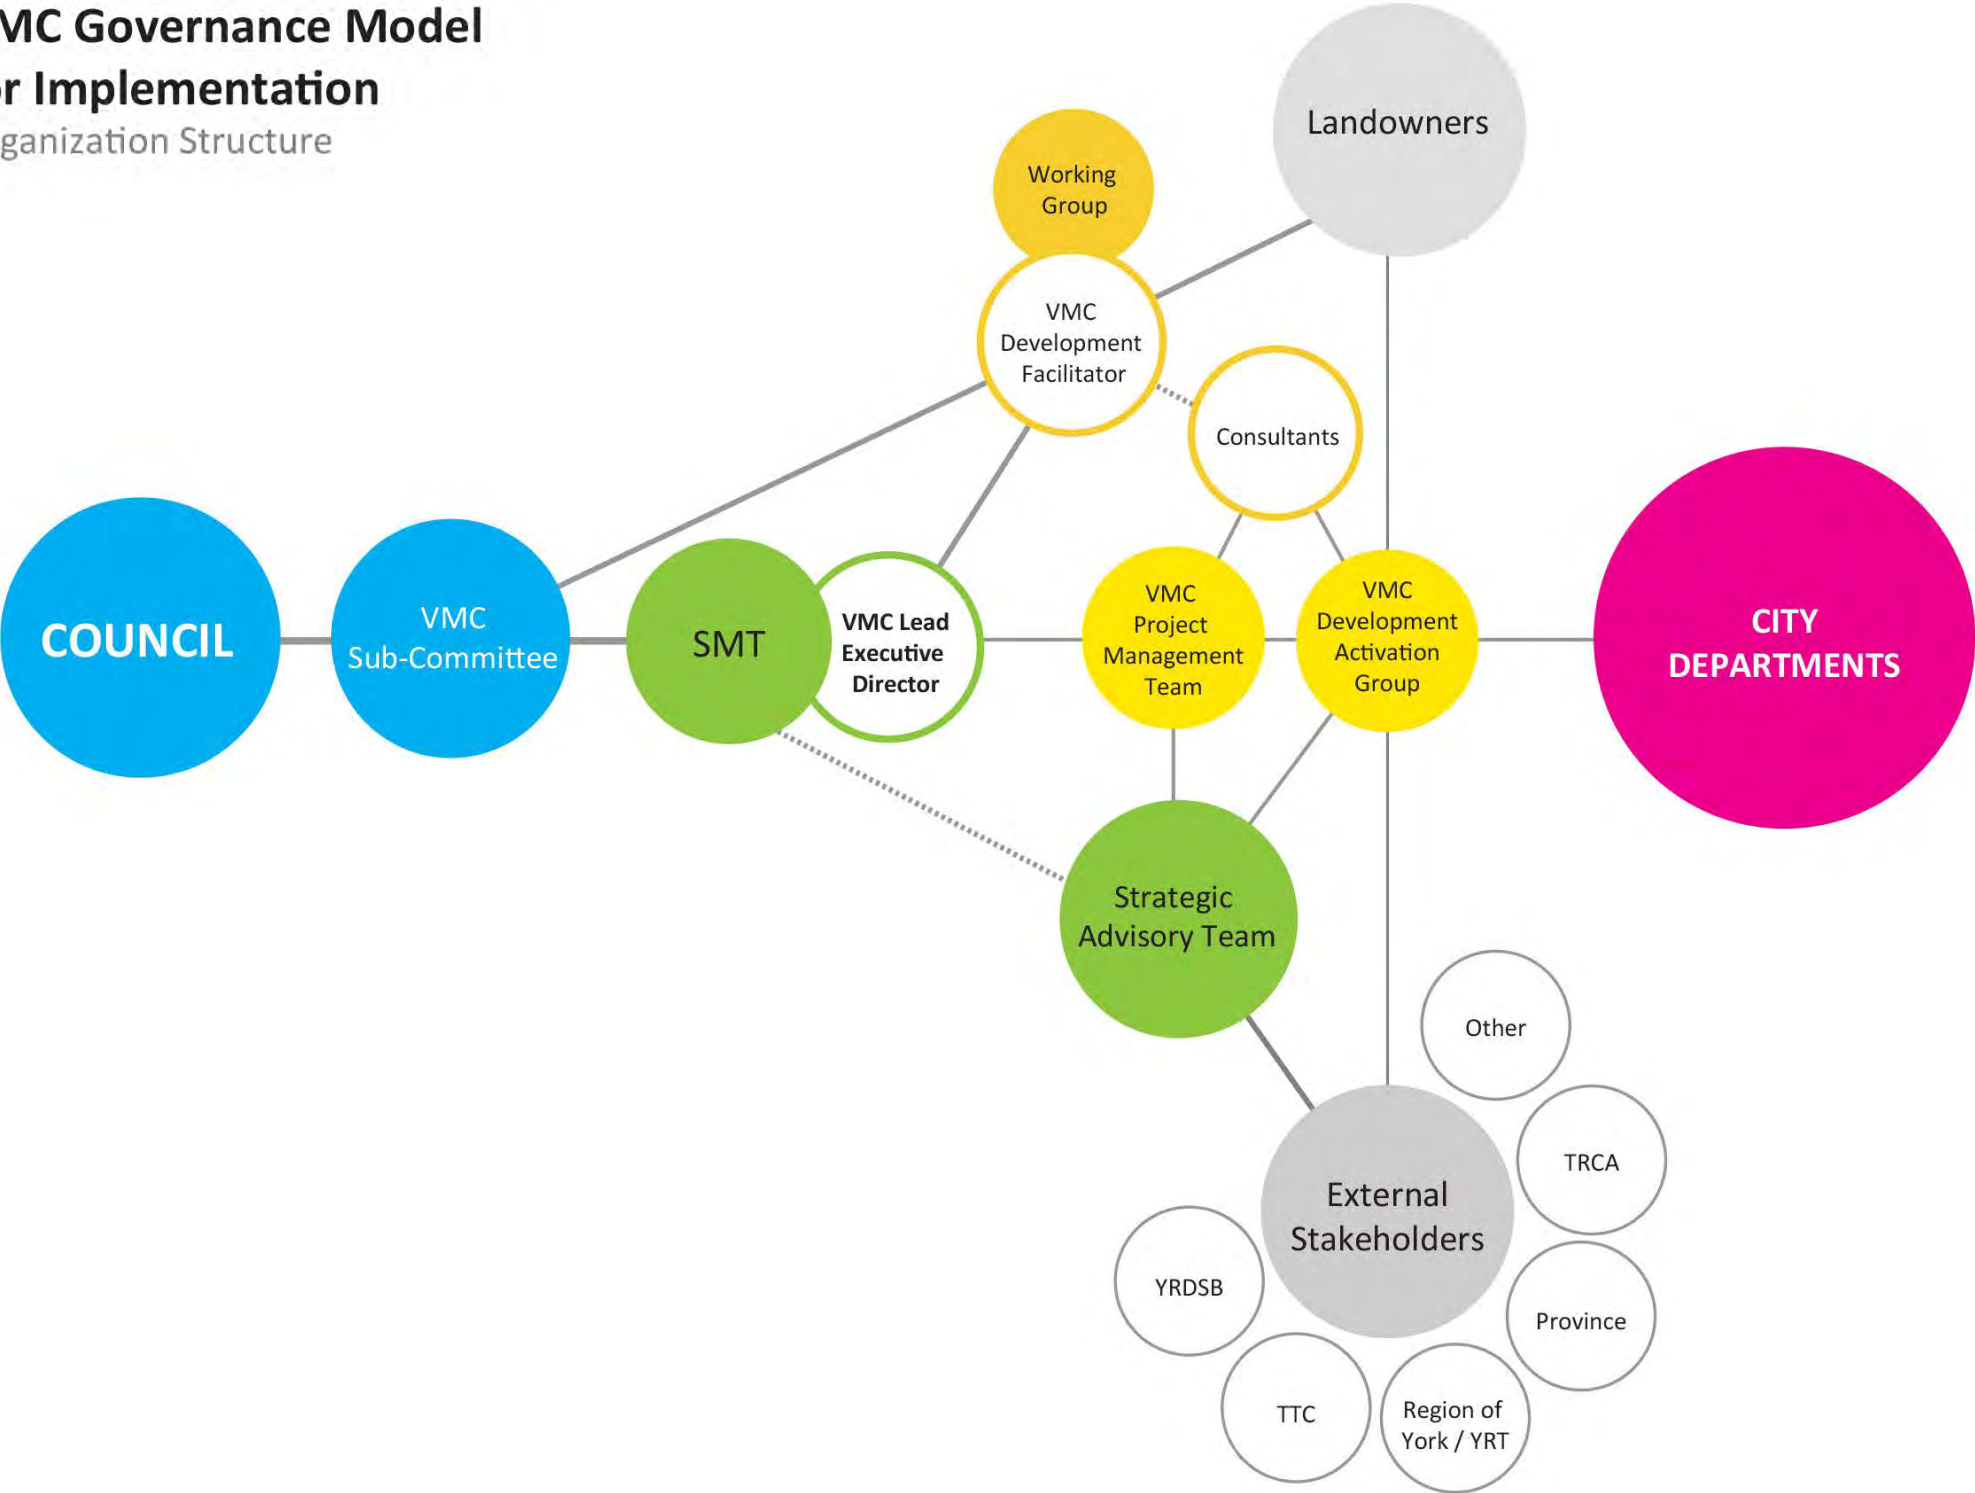 MC Governance Model
r Implementation
ganization Structure
Landowners
Working
Group
VMC
Development
Facilitator
Consultants
COUNCIL
VMC
Sub-Committee
SMT
VMC Lead
Executive
Director
VMC
Project
Management
Team
VMC
Development
Activation
Group
CITY
DEPARTMENTS
Strategic
Advisory Team
Other
TRCA
External
Stakeholders
YRDSB
Province
TTC
Region of
York / YRT